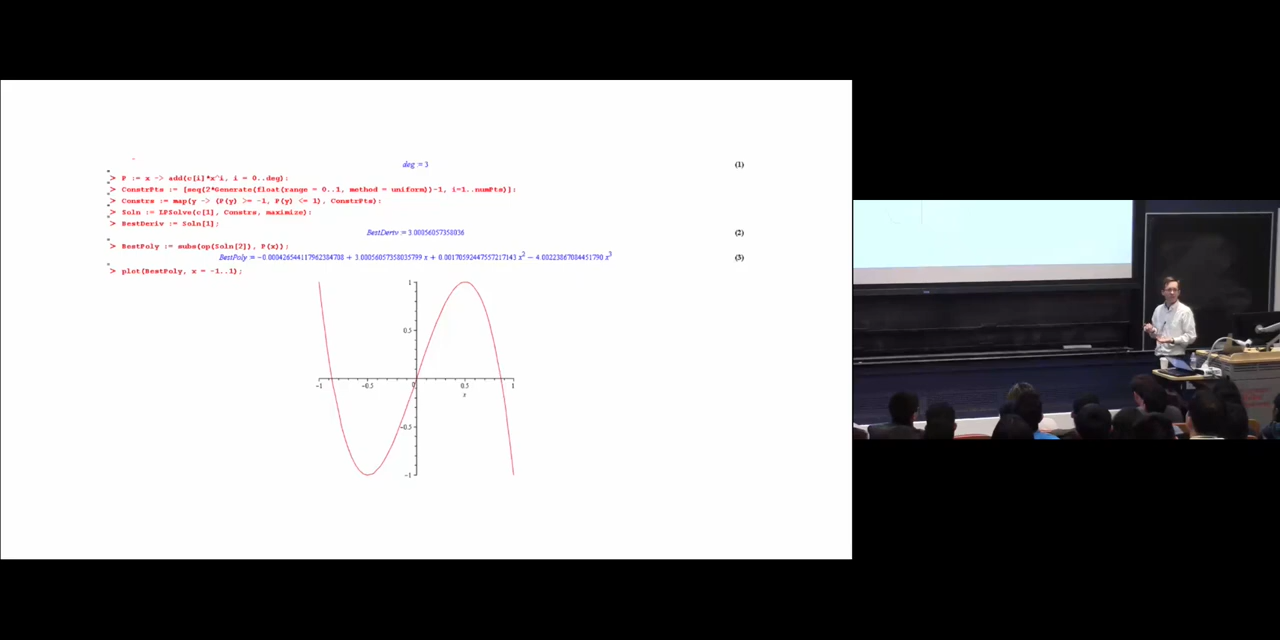 deg = 3 (1)
> P := x -> add(c[i]*x^i, i = 0..deg);
> ConstrPts := [seq(2*Generate(float(range = 0..1, method = uniform))-1, i=1..numPts)]:
> Constrs := map(y -> (P(y) >= -1, P(y) <= 1), ConstrPts):
> Soln := LPSolve(c[1], Constrs, maximize):
> BestDeriv := Soln[1];
BestDeriv = 3.00056057358036 (2)
> BestPoly := subs(op(Soln[2]), P(x));
BestPoly = −0.000426544117962384708 + 3.00056057358035799 x + 0.00170592447557217143 x² − 4.00223867084451790 x³ (3)
> plot(BestPoly, x = -1..1);
1
0.5
−1 −0.5 0 0.5 1
x
−0.5
−1